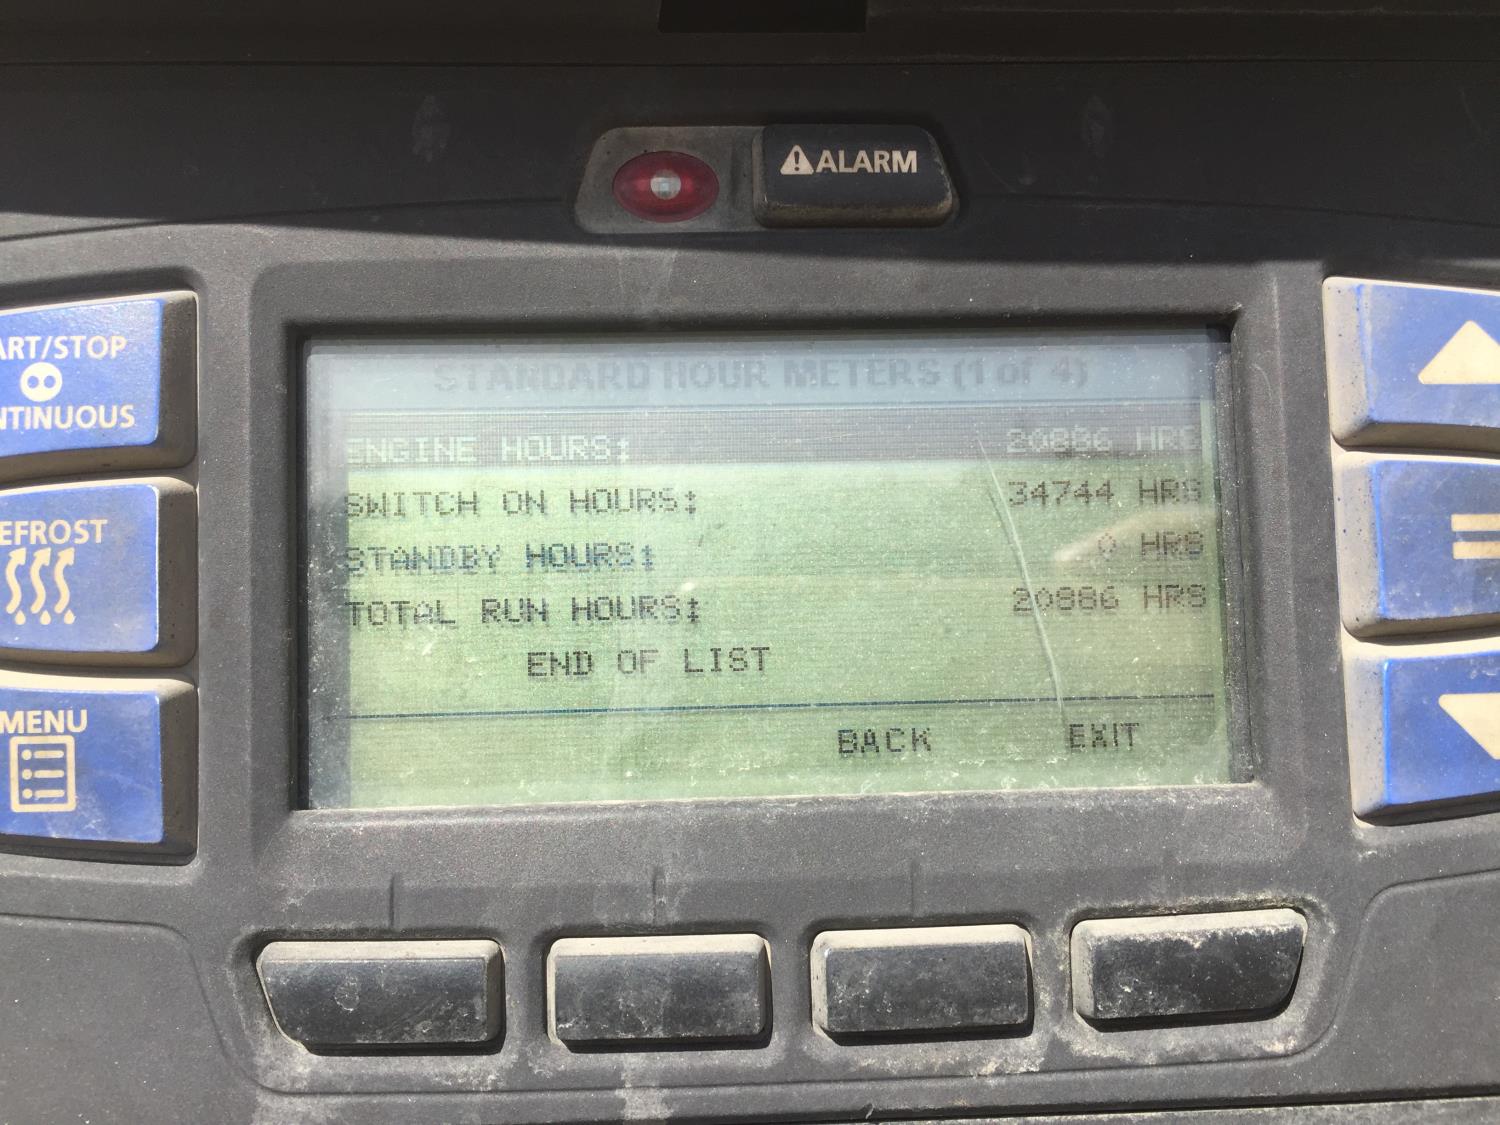 ⚠ALARM
ART/STOP
NTINUOUS
EFROST
MENU
STANDARD HOUR METERS (1 of 4)
ENGINE HOURS: 20886 HRS
SWITCH ON HOURS: 34744 HRS
STANDBY HOURS: 0 HRS
TOTAL RUN HOURS: 20886 HRS
END OF LIST
BACK EXIT